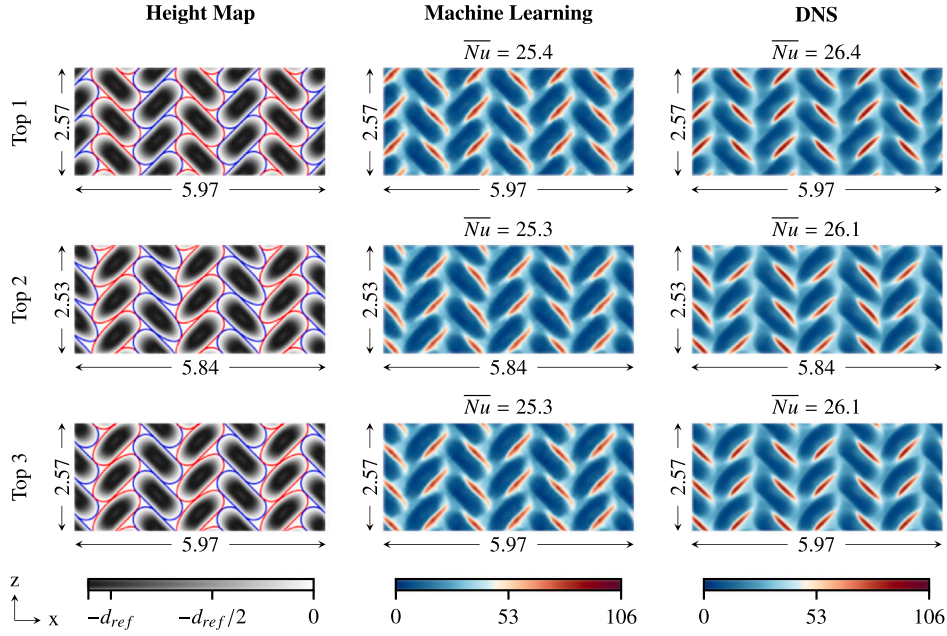 Height Map Machine Learning DNS
Top 1
2.57
5.97
Nu = 25.4
2.57
5.97
Nu = 26.4
2.57
5.97
Top 2
2.53
5.84
Nu = 25.3
2.53
5.84
Nu = 26.1
2.53
5.84
Top 3
2.57
5.97
Nu = 25.3
2.57
5.97
Nu = 26.1
2.57
5.97
z
x
−d_ref −d_ref/2 0
0 53 106
0 53 106